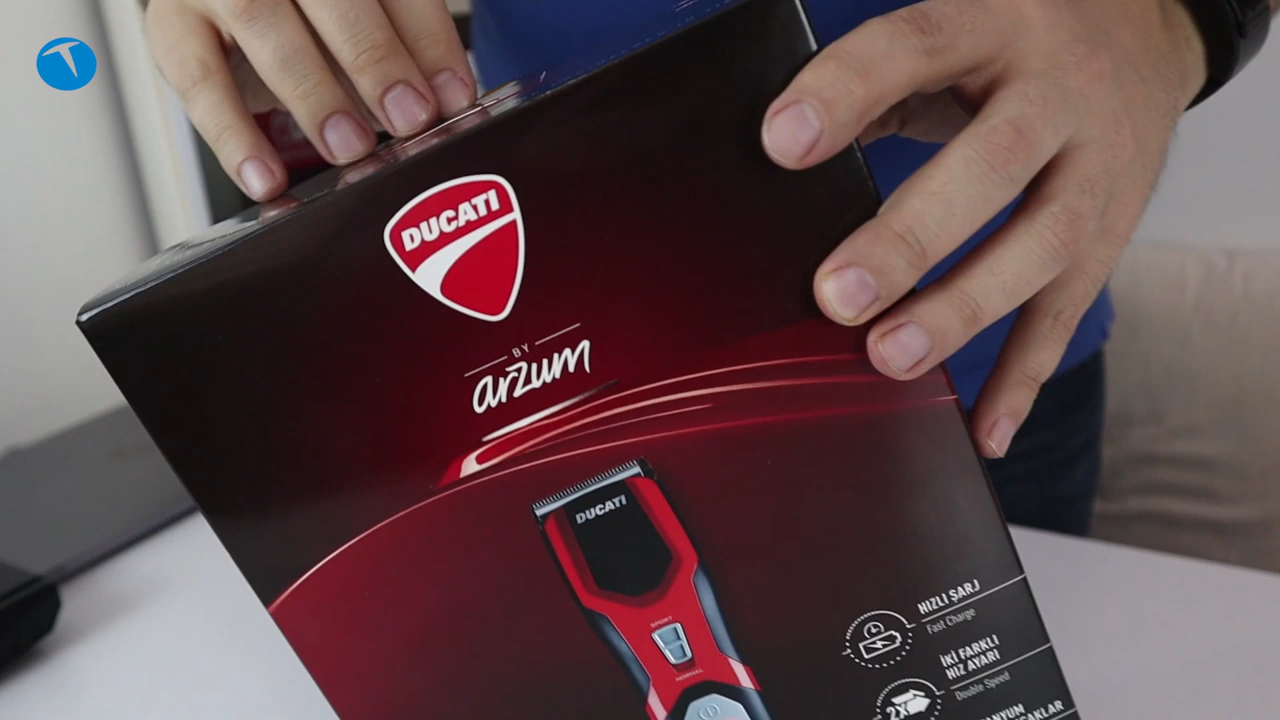 DUCATI
BY
arzum
DUCATI
SPORT
NORMAL
HIZLI ŞARJ
Fast Charge
İKİ FARKLI
HIZ AYARI
Double Speed
2X